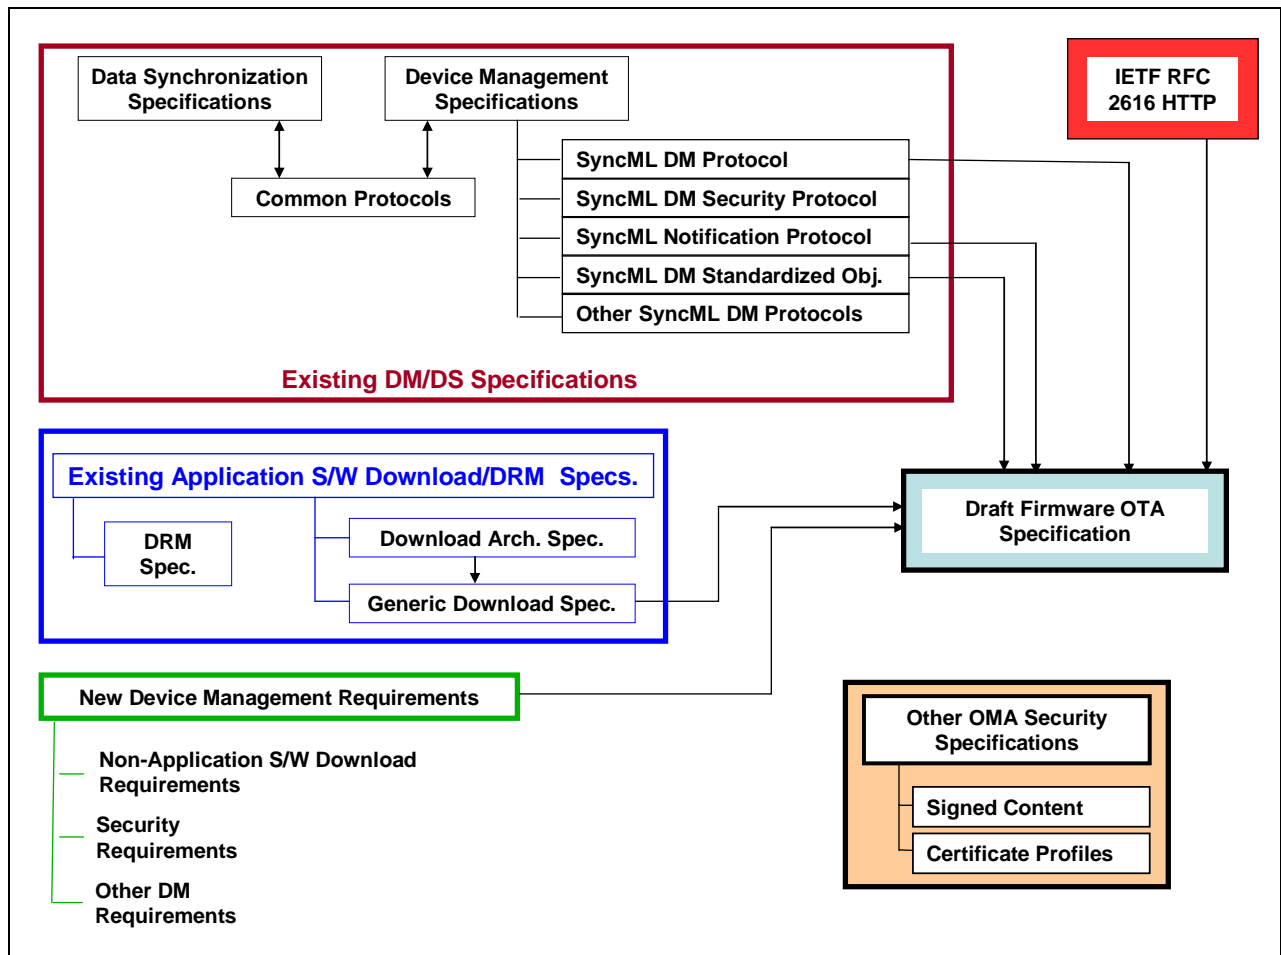 Data Synchronization
Specifications
Device Management
Specifications
IETF RFC
2616 HTTP
Common Protocols
SyncML DM Protocol
SyncML DM Security Protocol
SyncML Notification Protocol
SyncML DM Standardized Obj.
Other SyncML DM Protocols
Existing DM/DS Specifications
Existing Application S/W Download/DRM Specs.
DRM
Spec.
Download Arch. Spec.
Generic Download Spec.
Draft Firmware OTA
Specification
New Device Management Requirements
Non-Application S/W Download
Requirements
Security
Requirements
Other DM
Requirements
Other OMA Security
Specifications
Signed Content
Certificate Profiles